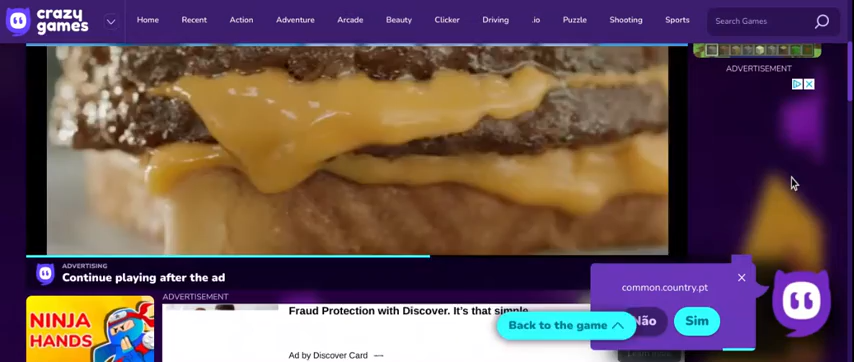 crazy games
Home Recent Action Adventure Arcade Beauty Clicker Driving .io Puzzle Shooting Sports
Search Games
ADVERTISEMENT
ADVERTISING
Continue playing after the ad
common.country.pt
Não Sim
NINJA
HANDS
ADVERTISEMENT
Fraud Protection with Discover. It's that simple
Back to the game
Ad by Discover Card